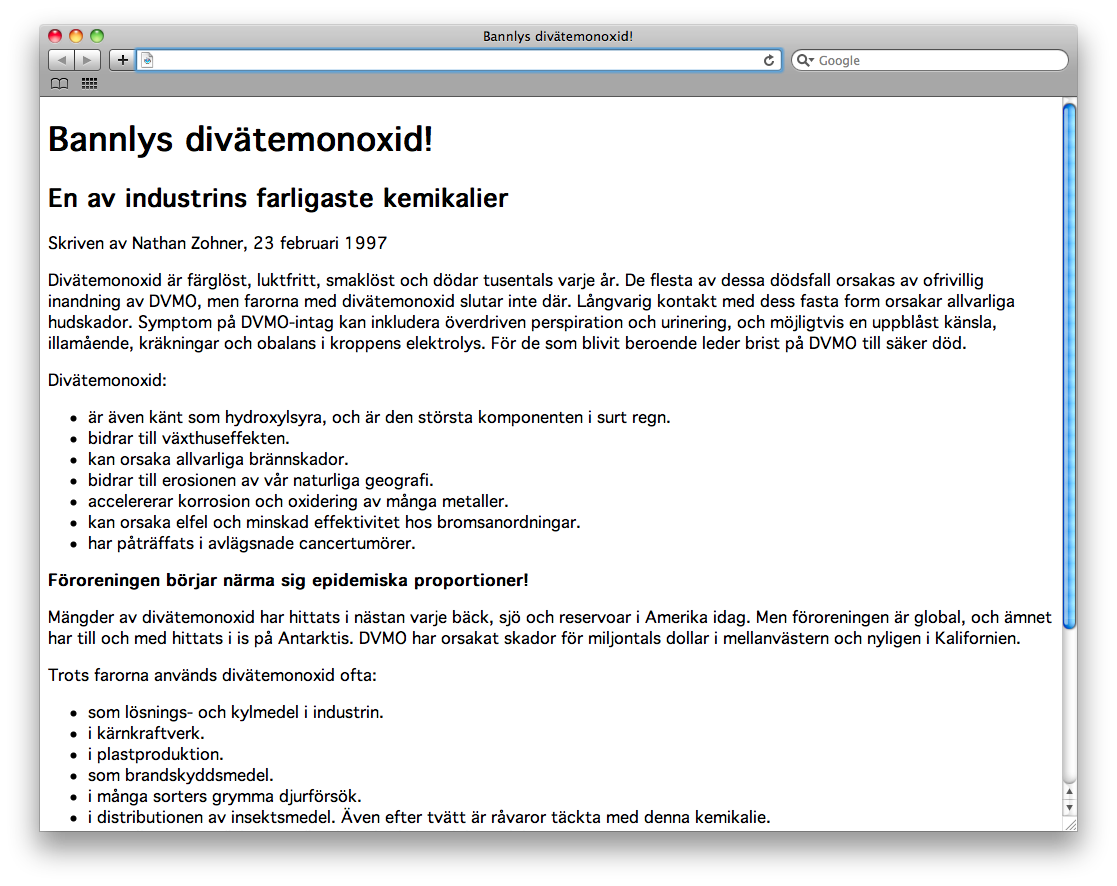 Bannlys divätemonoxid!
Google
Bannlys divätemonoxid!
En av industrins farligaste kemikalier
Skriven av Nathan Zohner, 23 februari 1997
Divätemonoxid är färglöst, luktfritt, smaklöst och dödar tusentals varje år. De flesta av dessa dödsfall orsakas av ofrivillig
inandning av DVMO, men farorna med divätemonoxid slutar inte där. Långvarig kontakt med dess fasta form orsakar allvarliga
hudskador. Symptom på DVMO-intag kan inkludera överdriven perspiration och urinering, och möjligtvis en uppblåst känsla,
illamående, kräkningar och obalans i kroppens elektrolys. För de som blivit beroende leder brist på DVMO till säker död.
Divätemonoxid:
• är även känt som hydroxylsyra, och är den största komponenten i surt regn.
• bidrar till växthuseffekten.
• kan orsaka allvarliga brännskador.
• bidrar till erosionen av vår naturliga geografi.
• accelererar korrosion och oxidering av många metaller.
• kan orsaka elfel och minskad effektivitet hos bromsanordningar.
• har påträffats i avlägsnade cancertumörer.
Föroreningen börjar närma sig epidemiska proportioner!
Mängder av divätemonoxid har hittats i nästan varje bäck, sjö och reservoar i Amerika idag. Men föroreningen är global, och ämnet
har till och med hittats i is på Antarktis. DVMO har orsakat skador för miljontals dollar i mellanvästern och nyligen i Kalifornien.
Trots farorna används divätemonoxid ofta:
• som lösnings- och kylmedel i industrin.
• i kärnkraftverk.
• i plastproduktion.
• som brandskyddsmedel.
• i många sorters grymma djurförsök.
• i distributionen av insektsmedel. Även efter tvätt är råvaror täckta med denna kemikalie.